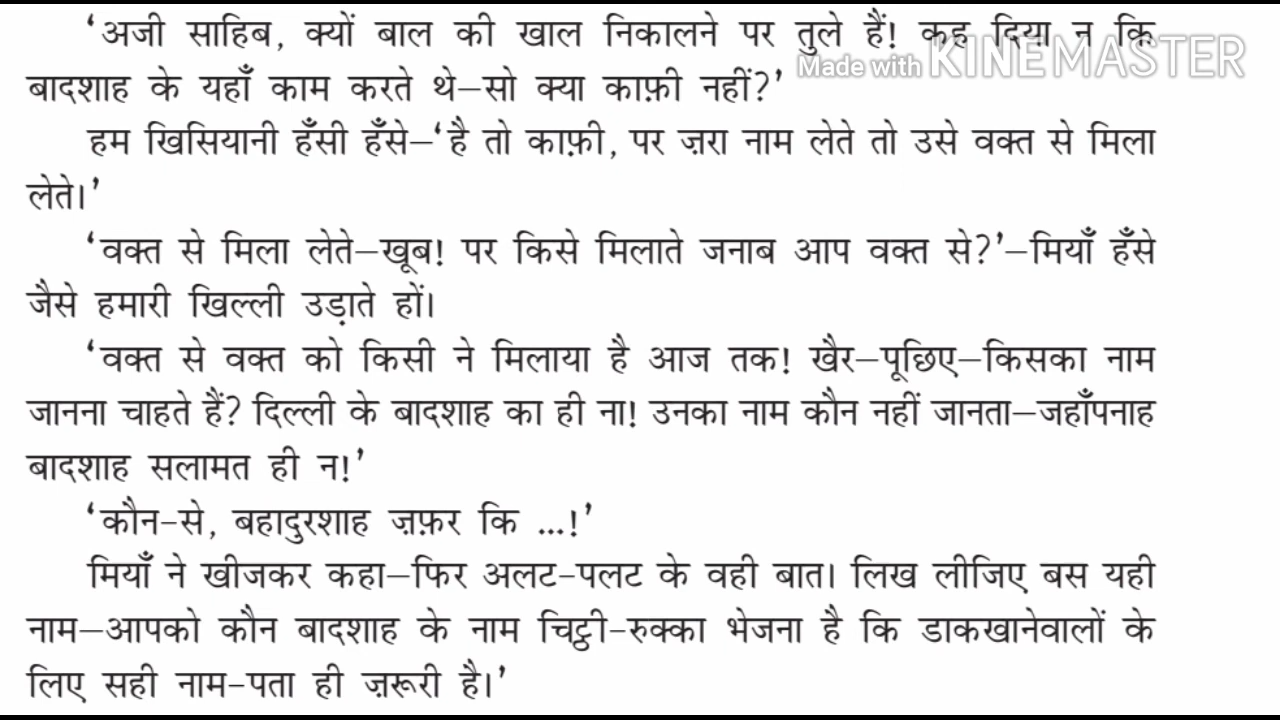 ‘अजी साहिब, क्यों बाल की खाल निकालने पर तुले हैं! कह दिया न कि
Made with KINEMASTER
बादशाह के यहाँ काम करते थे–सो क्या काफ़ी नहीं?’
हम खिसियानी हँसी हँसे–‘है तो काफ़ी, पर ज़रा नाम लेते तो उसे वक्त से मिला
लेते।’
‘वक्त से मिला लेते–खूब! पर किसे मिलाते जनाब आप वक्त से?’–मियाँ हँसे
जैसे हमारी खिल्ली उड़ाते हों।
‘वक्त से वक्त को किसी ने मिलाया है आज तक! खैर–पूछिए–किसका नाम
जानना चाहते हैं? दिल्ली के बादशाह का ही ना! उनका नाम कौन नहीं जानता–जहाँपनाह
बादशाह सलामत ही न!’
‘कौन-से, बहादुरशाह ज़फ़र कि ...!’
मियाँ ने खीजकर कहा–फिर अलट-पलट के वही बात। लिख लीजिए बस यही
नाम–आपको कौन बादशाह के नाम चिट्ठी-रुक्का भेजना है कि डाकखानेवालों के
लिए सही नाम-पता ही ज़रूरी है।’